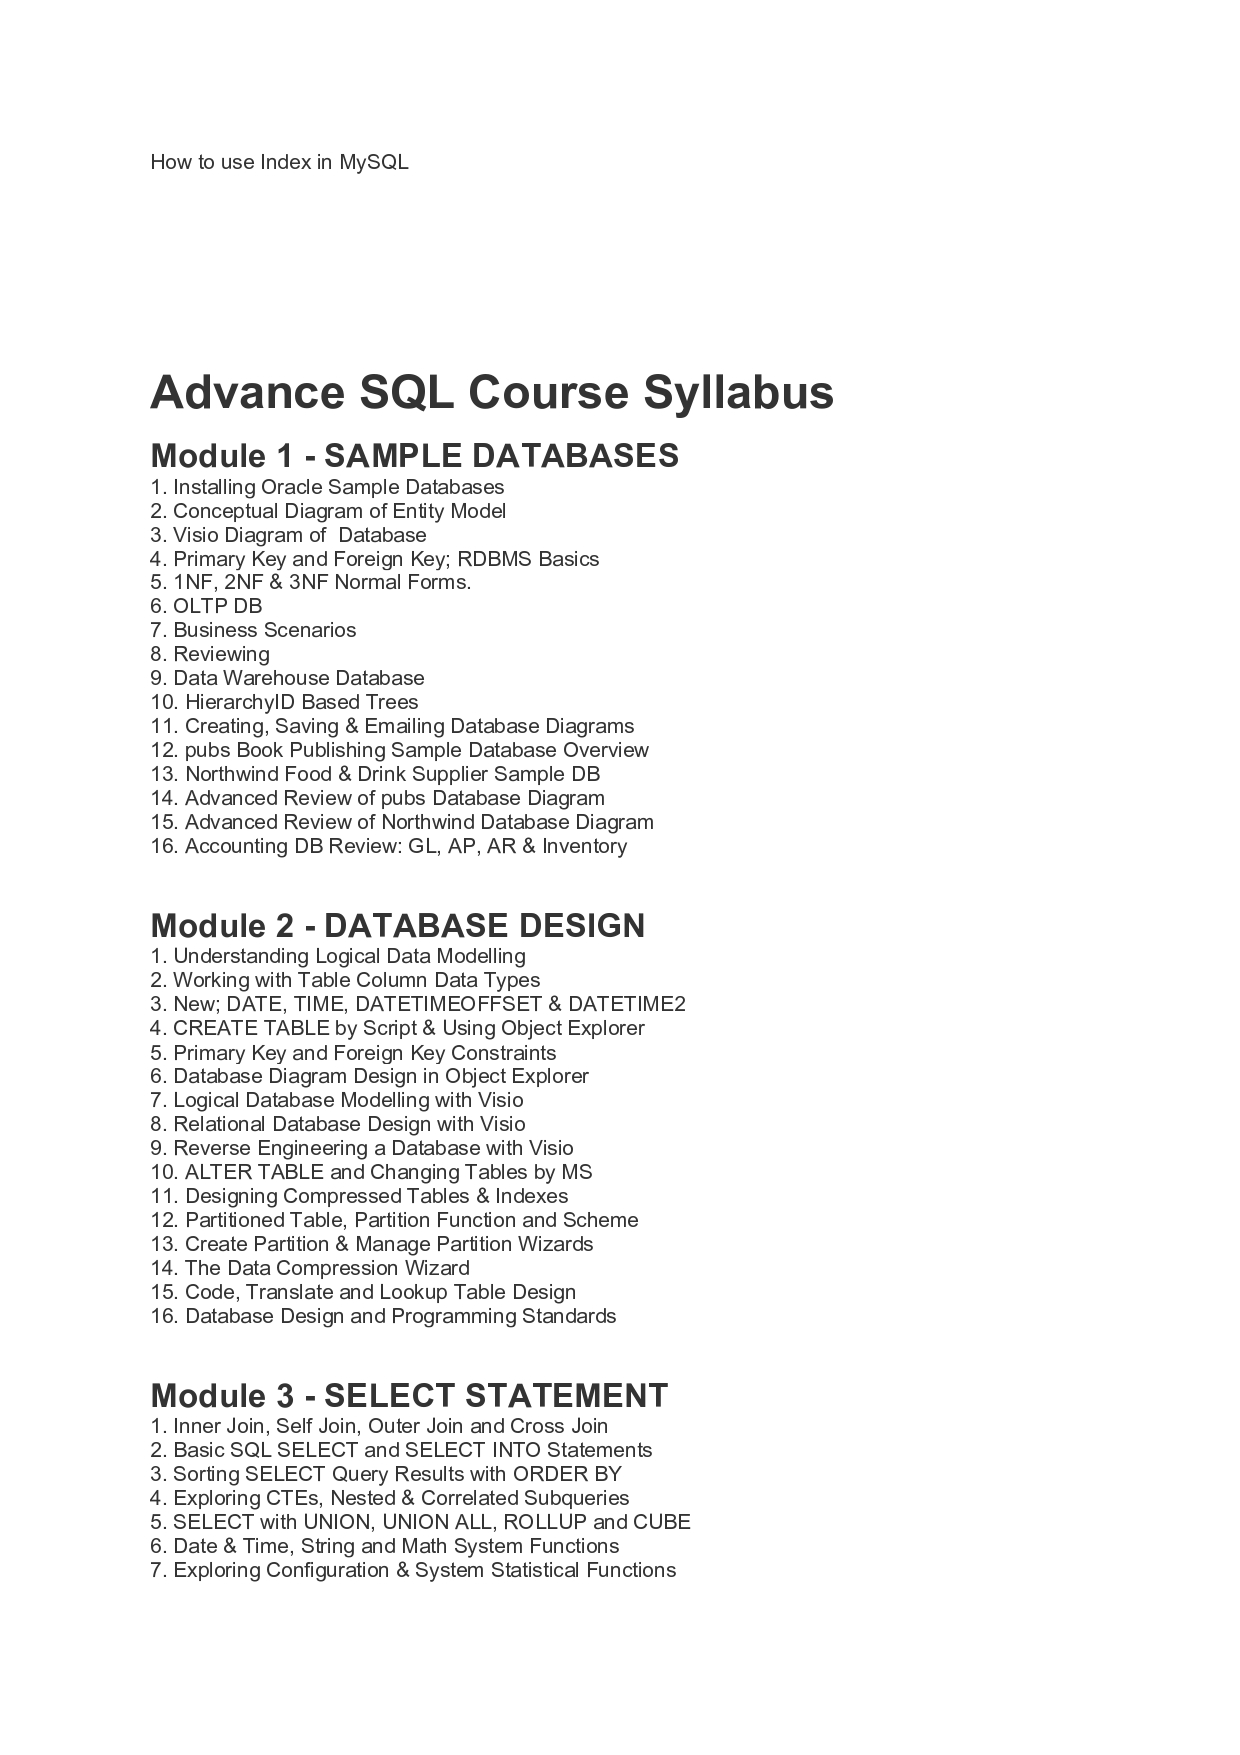 How to use Index in MySQL
Advance SQL Course Syllabus
Module 1 - SAMPLE DATABASES
1. Installing Oracle Sample Databases
2. Conceptual Diagram of Entity Model
3. Visio Diagram of  Database
4. Primary Key and Foreign Key; RDBMS Basics
5. 1NF, 2NF & 3NF Normal Forms.
6. OLTP DB
7. Business Scenarios
8. Reviewing
9. Data Warehouse Database
10. HierarchyID Based Trees
11. Creating, Saving & Emailing Database Diagrams
12. pubs Book Publishing Sample Database Overview
13. Northwind Food & Drink Supplier Sample DB
14. Advanced Review of pubs Database Diagram
15. Advanced Review of Northwind Database Diagram
16. Accounting DB Review: GL, AP, AR & Inventory
Module 2 - DATABASE DESIGN
1. Understanding Logical Data Modelling
2. Working with Table Column Data Types
3. New; DATE, TIME, DATETIMEOFFSET & DATETIME2
4. CREATE TABLE by Script & Using Object Explorer
5. Primary Key and Foreign Key Constraints
6. Database Diagram Design in Object Explorer
7. Logical Database Modelling with Visio
8. Relational Database Design with Visio
9. Reverse Engineering a Database with Visio
10. ALTER TABLE and Changing Tables by MS
11. Designing Compressed Tables & Indexes
12. Partitioned Table, Partition Function and Scheme
13. Create Partition & Manage Partition Wizards
14. The Data Compression Wizard
15. Code, Translate and Lookup Table Design
16. Database Design and Programming Standards
Module 3 - SELECT STATEMENT
1. Inner Join, Self Join, Outer Join and Cross Join
2. Basic SQL SELECT and SELECT INTO Statements
3. Sorting SELECT Query Results with ORDER BY
4. Exploring CTEs, Nested & Correlated Subqueries
5. SELECT with UNION, UNION ALL, ROLLUP and CUBE
6. Date & Time, String and Math System Functions
7. Exploring Configuration & System Statistical Functions